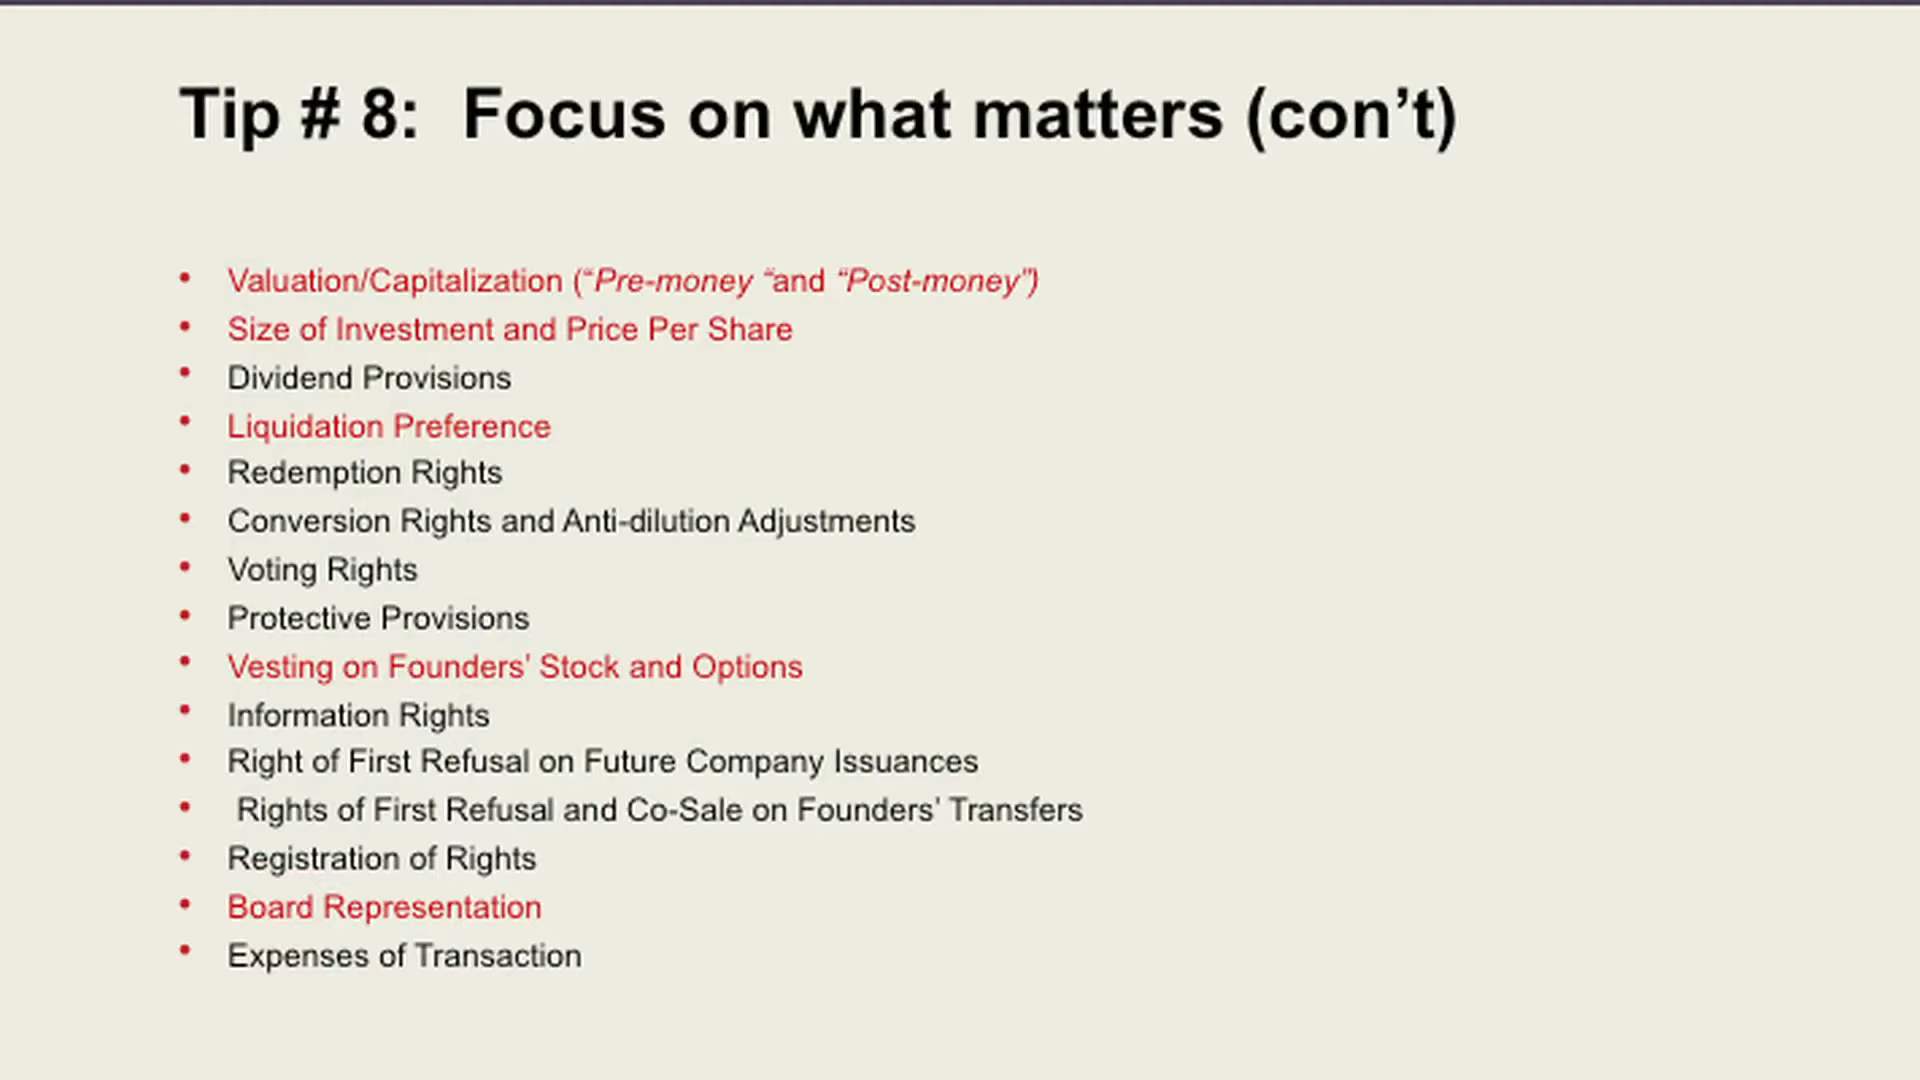 Tip # 8:  Focus on what matters (con’t)
• Valuation/Capitalization (“Pre-money “and “Post-money”)
• Size of Investment and Price Per Share
• Dividend Provisions
• Liquidation Preference
• Redemption Rights
• Conversion Rights and Anti-dilution Adjustments
• Voting Rights
• Protective Provisions
• Vesting on Founders’ Stock and Options
• Information Rights
• Right of First Refusal on Future Company Issuances
• Rights of First Refusal and Co-Sale on Founders’ Transfers
• Registration of Rights
• Board Representation
• Expenses of Transaction